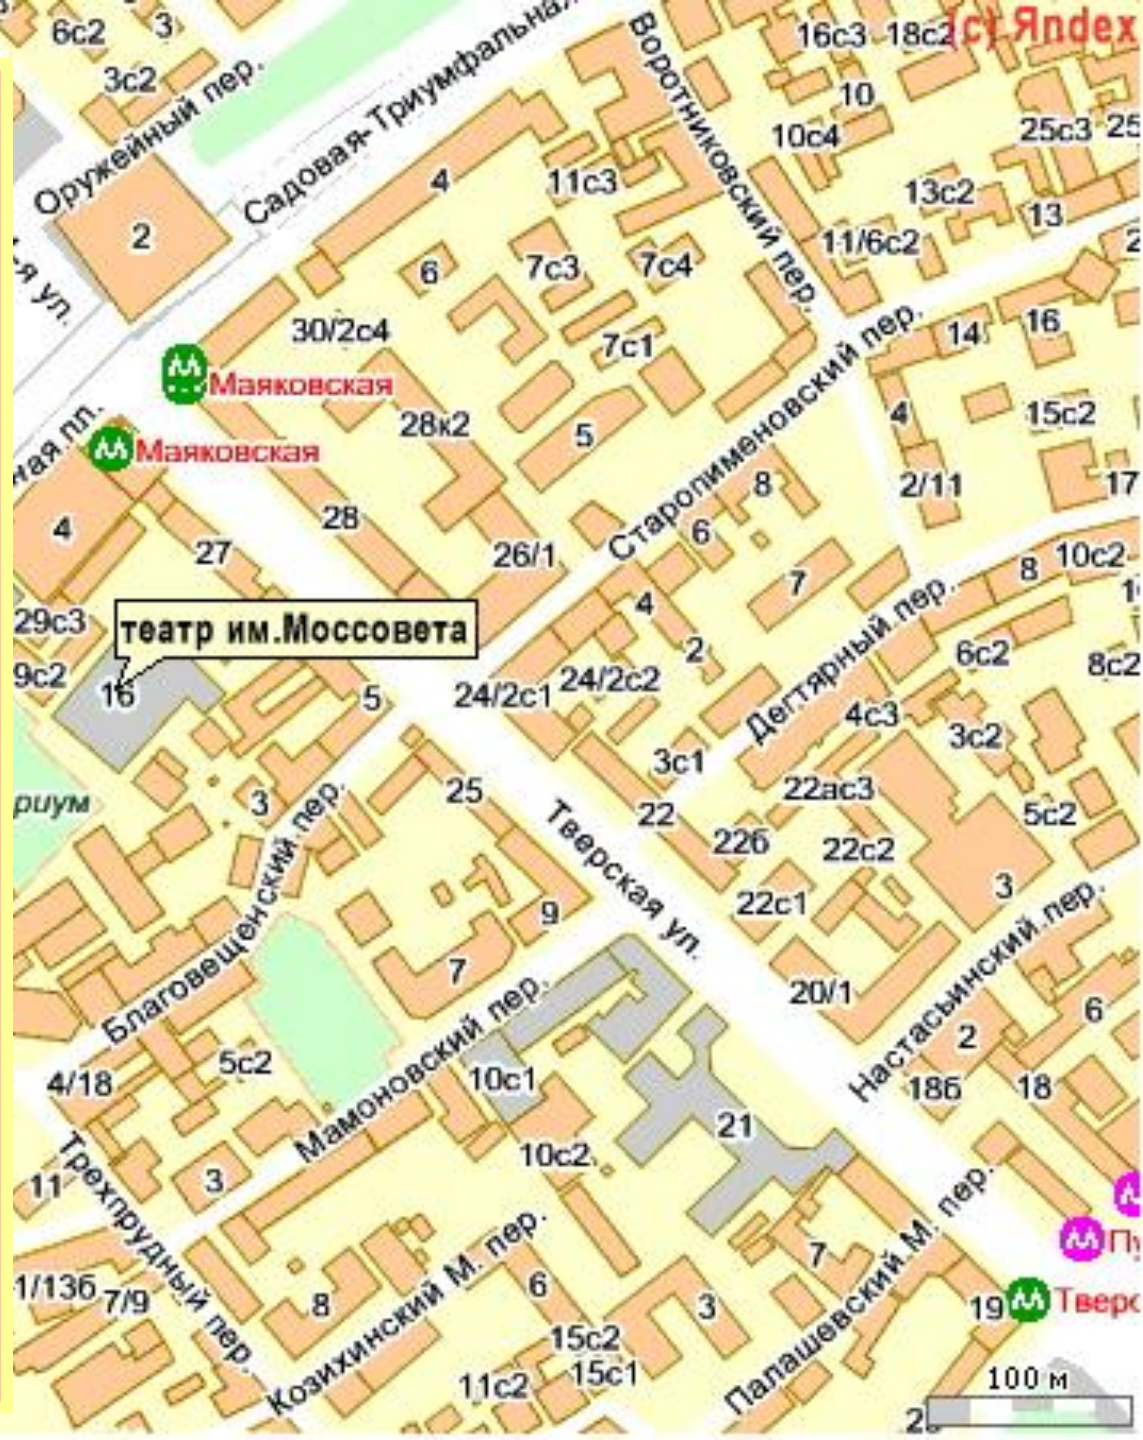 6с2
3
16с3
18с2
(c) Яndex
3с2
Оружейный пер.
Садовая-Триумфальная
Воротниковский пер.
10
10с4
25с3
25
4
11с3
13с2
13
2
11/6с2
6
7с3
7с4
30/2с4
7с1
14
16
Маяковская
28к2
5
Старопименовский пер.
4
15с2
Маяковская
8
2/11
17
4
28
27
26/1
6
7
8
10с2
29с3
театр им.Моссовета
4
Дегтярный пер.
6с2
8с2
9с2
16
5
24/2с1
24/2с2
2
4с3
3с2
3с1
риум
3
25
22
22ас3
5с2
Тверская ул.
22б
22с2
Благовещенский пер.
9
22с1
3
7
20/1
Настасьинский пер.
6
Мамоновский пер.
2
4/18
5с2
10с1
18б
18
21
Трехпрудный пер.
11
3
10с2
Палашевский М. пер.
7
1/13б
7/9
8
Козихинский М. пер.
6
3
19
15с2
11с2
15с1
100 м